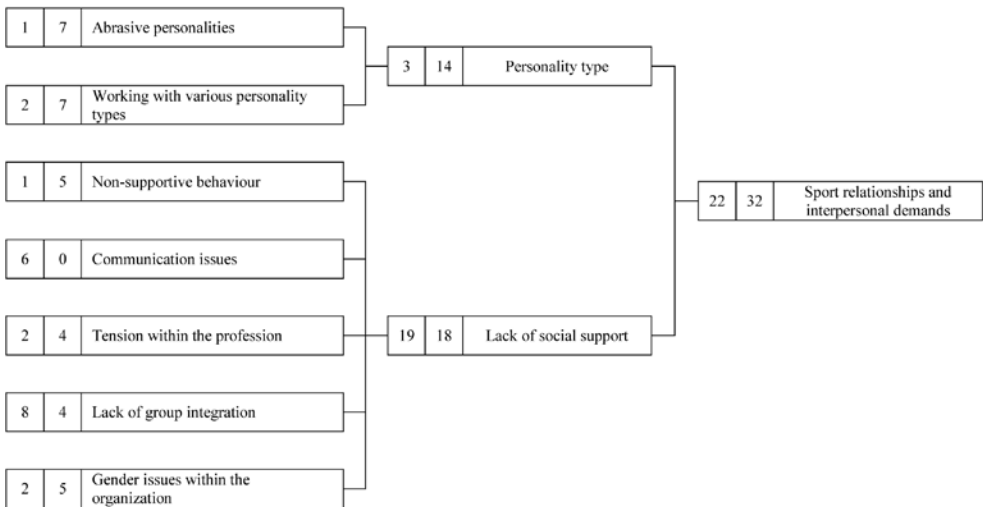 1 7 Abrasive personalities
3 14 Personality type
2 7 Working with various personality
types
1 5 Non-supportive behaviour
22 32 Sport relationships and
interpersonal demands
6 0 Communication issues
2 4 Tension within the profession
19 18 Lack of social support
8 4 Lack of group integration
2 5 Gender issues within the
organization